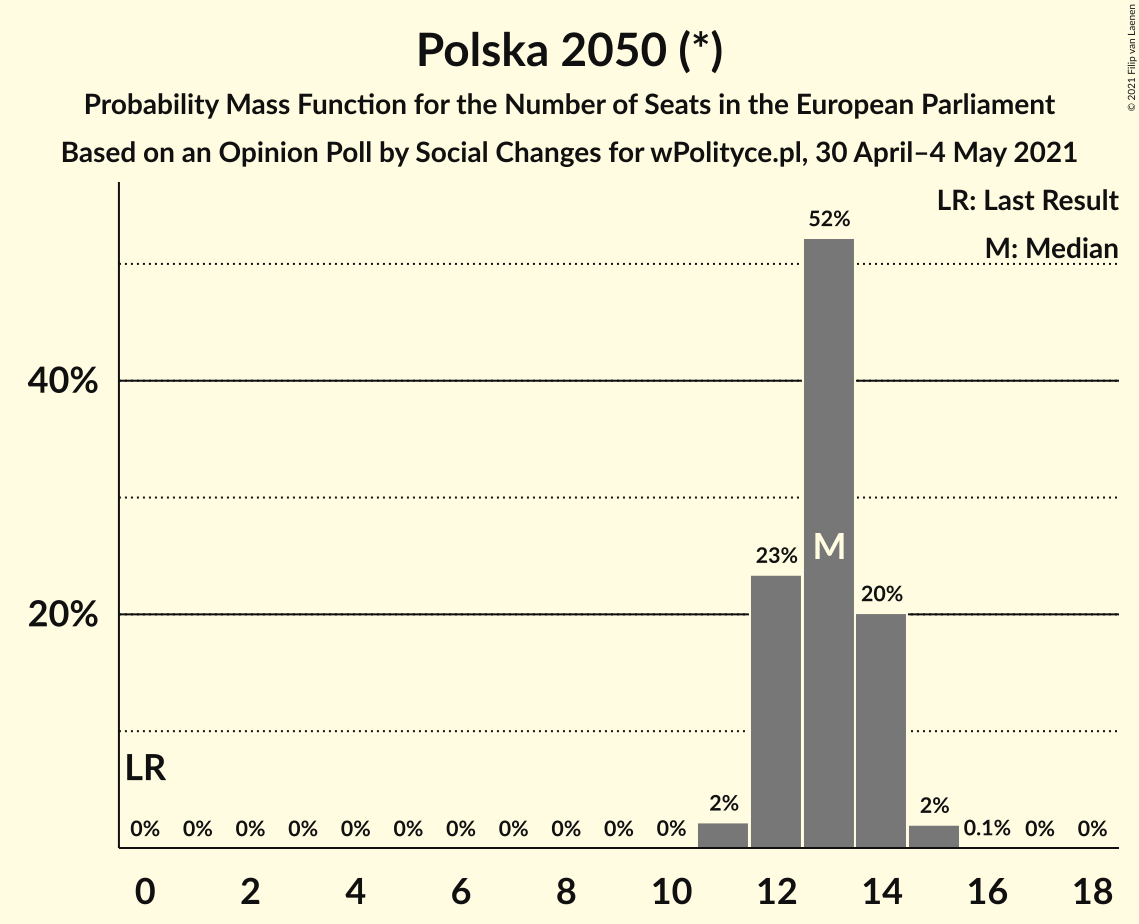 Polska 2050 (*)
Probability Mass Function for the Number of Seats in the European Parliament
Based on an Opinion Poll by Social Changes for wPolityce.pl, 30 April–4 May 2021
© 2021 Filip van Laenen
LR: Last Result
M: Median
52%
40%
23%
M
20%
20%
LR
0% 0% 0% 0% 0% 0% 0% 0% 0% 0% 0% 2% 2% 0.1% 0% 0%
0 2 4 6 8 10 12 14 16 18